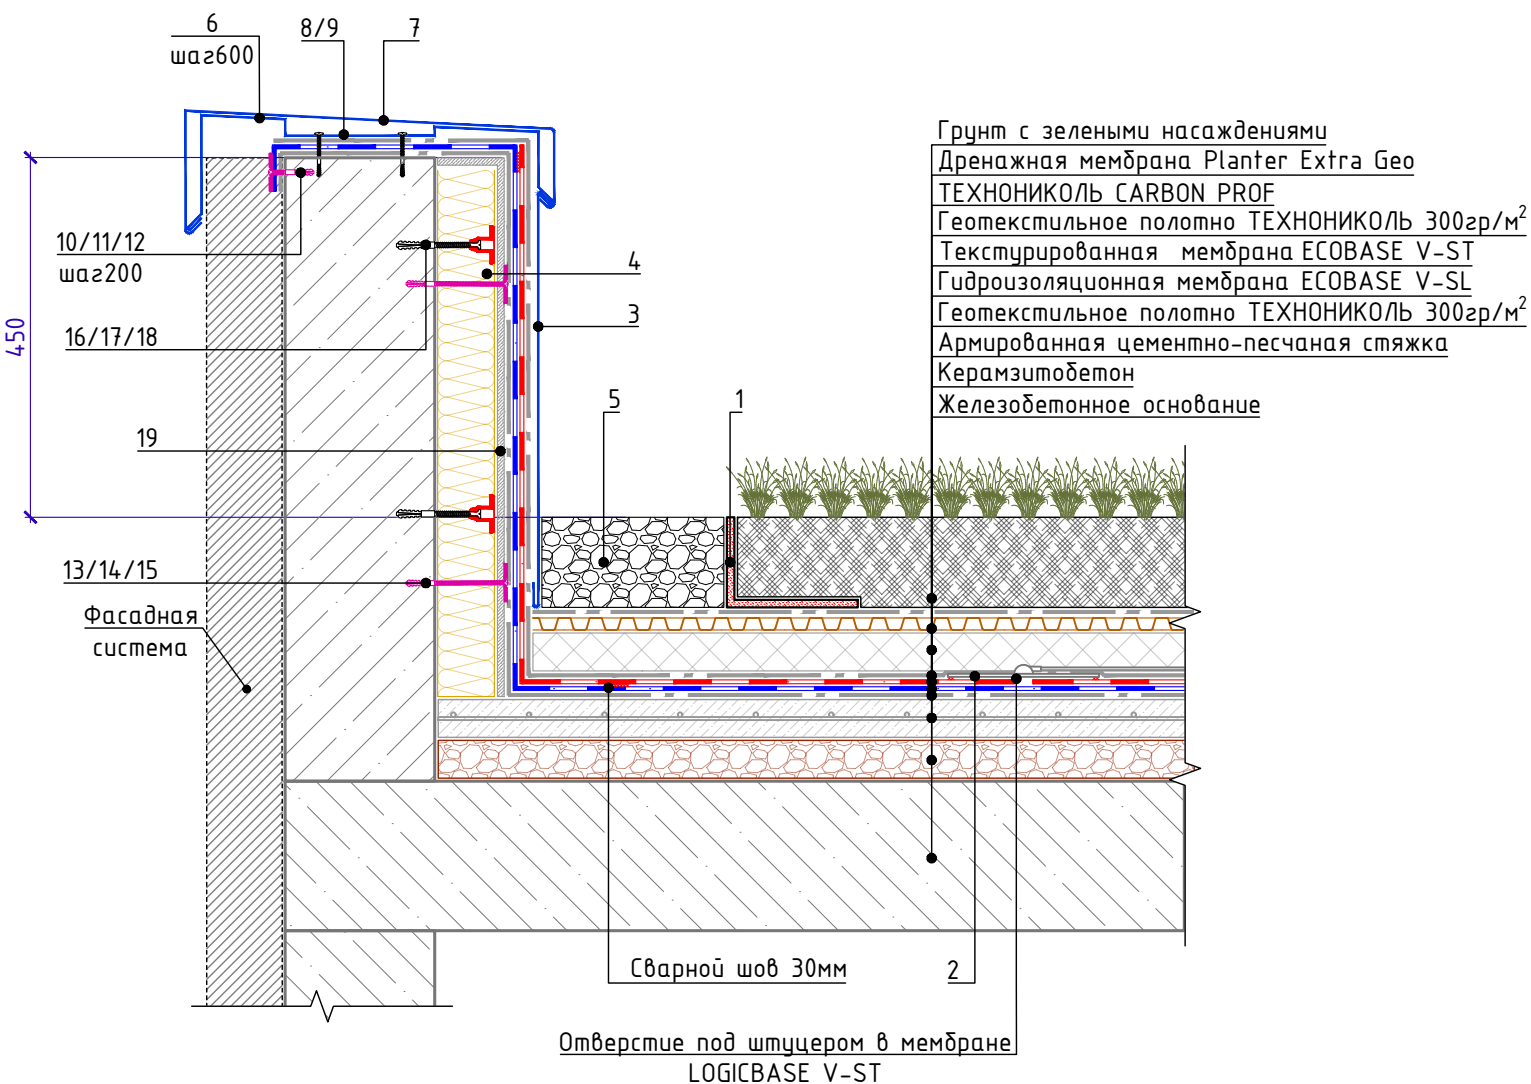 6
шаг600
8/9
7
Грунт с зелеными насаждениями
Дренажная мембрана Planter Extra Geo
ТЕХНОНИКОЛЬ CARBON PROF
Геотекстильное полотно ТЕХНОНИКОЛЬ 300гр/м²
Текстурированная мембрана ECOBASE V-ST
Гидроизоляционная мембрана ECOBASE V-SL
Геотекстильное полотно ТЕХНОНИКОЛЬ 300гр/м²
Армированная цементно-песчаная стяжка
Керамзитобетон
Железобетонное основание
10/11/12
шаг200
4
3
450
16/17/18
5
1
19
13/14/15
Фасадная
система
Сварной шов 30мм
2
Отверстие под штуцером в мембране
LOGICBASE V-ST